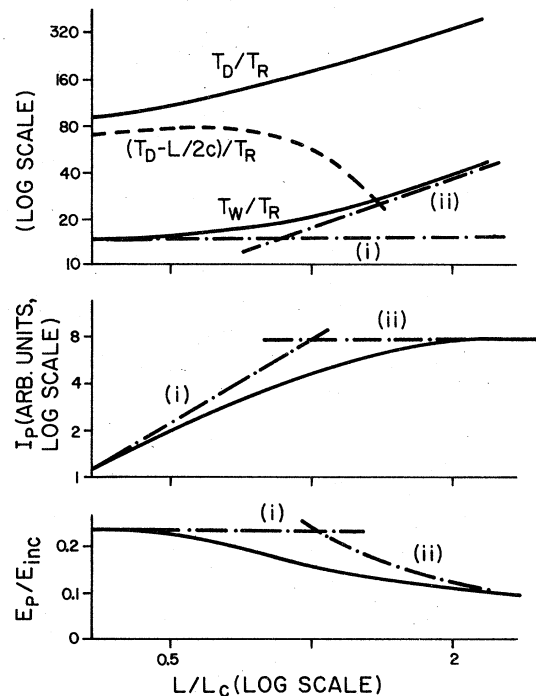 320
160
80
40
20
10
(LOG SCALE)
T_D/T_R
(T_D-L/2c)/T_R
T_W/T_R
(ii)
(i)
8
4
2
1
I_P(ARB. UNITS,
LOG SCALE)
(i)
(ii)
0.2
0.1
0
E_P/E_inc
(i)
(ii)
0.5
2
L/L_C(LOG SCALE)